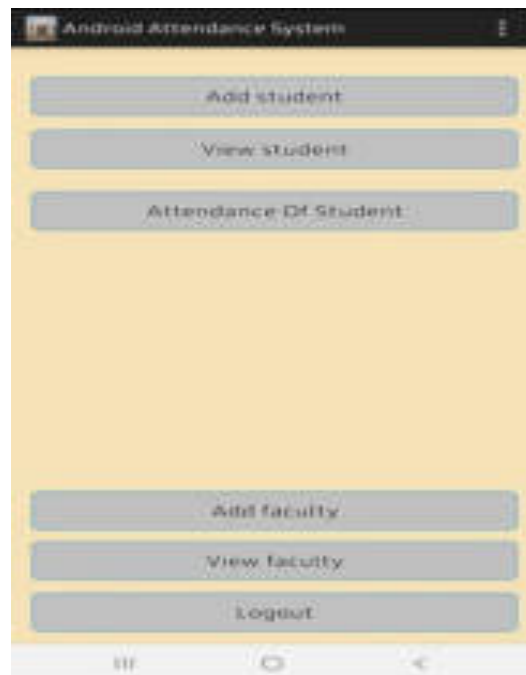 Android Attendance System
Add student
View student
Attendance Of Student
Add faculty
View faculty
Logout